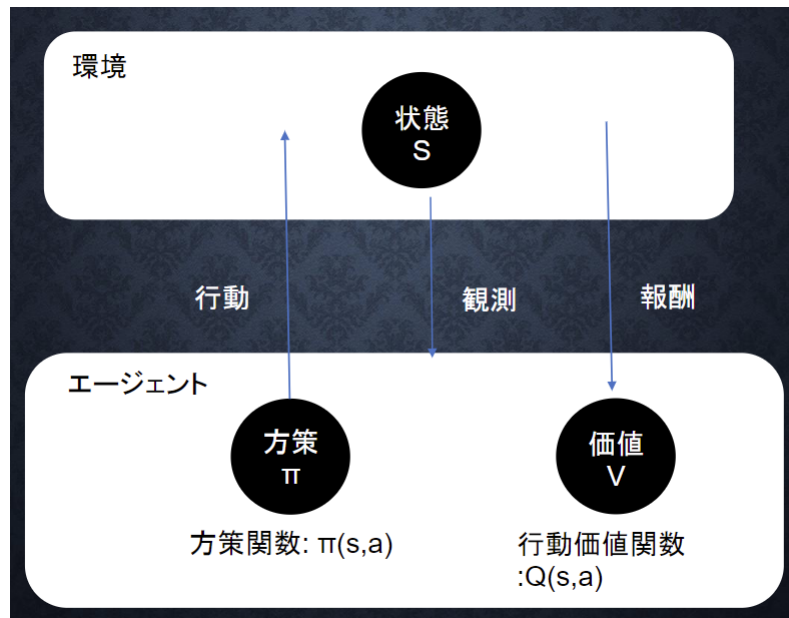 環境
状態
S
行動
観測
報酬
エージェント
方策
π
価値
V
方策関数: π(s,a)
行動価値関数
:Q(s,a)